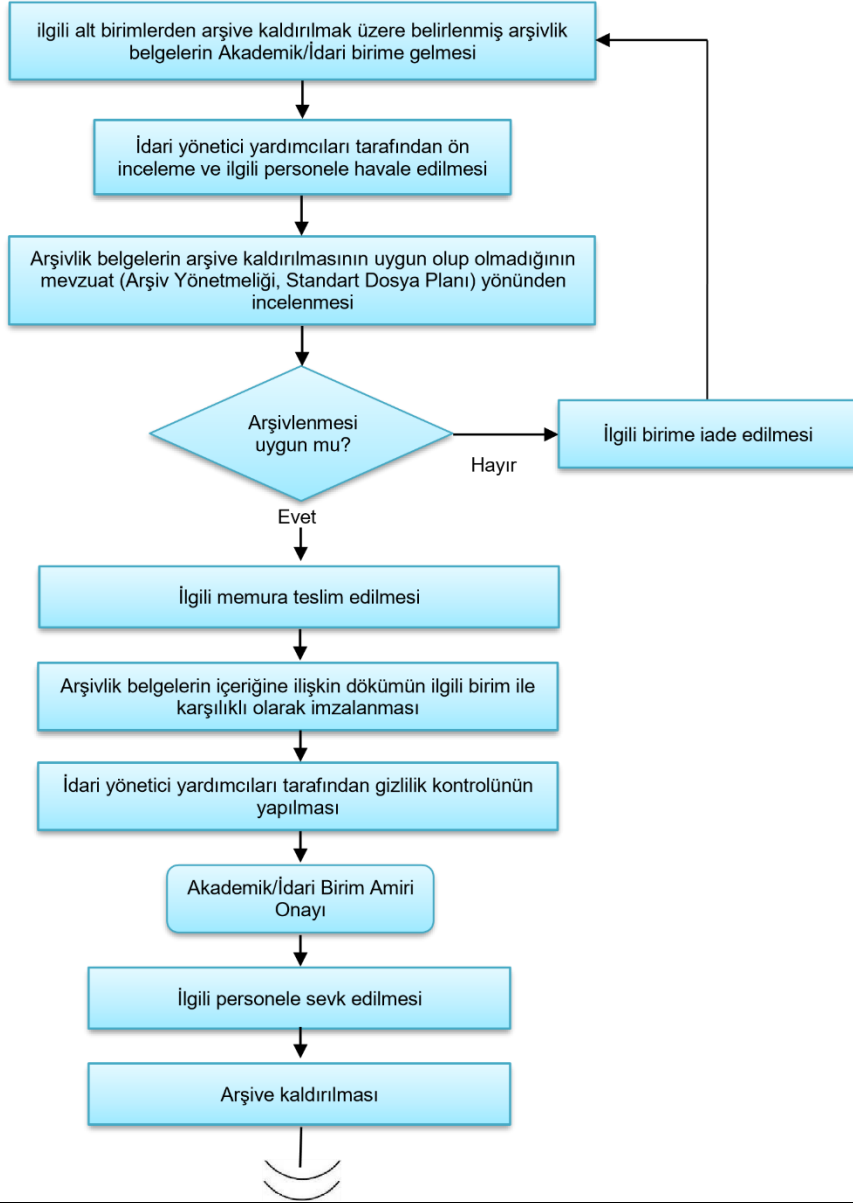 ilgili alt birimlerden arşive kaldırılmak üzere belirlenmiş arşivlik
belgelerin Akademik/İdari birime gelmesi
İdari yönetici yardımcıları tarafından ön
inceleme ve ilgili personele havale edilmesi
Arşivlik belgelerin arşive kaldırılmasının uygun olup olmadığının
mevzuat (Arşiv Yönetmeliği, Standart Dosya Planı) yönünden
incelenmesi
Arşivlenmesi
uygun mu?
Hayır
İlgili birime iade edilmesi
Evet
İlgili memura teslim edilmesi
Arşivlik belgelerin içeriğine ilişkin dökümün ilgili birim ile
karşılıklı olarak imzalanması
İdari yönetici yardımcıları tarafından gizlilik kontrolünün
yapılması
Akademik/İdari Birim Amiri
Onayı
İlgili personele sevk edilmesi
Arşive kaldırılması